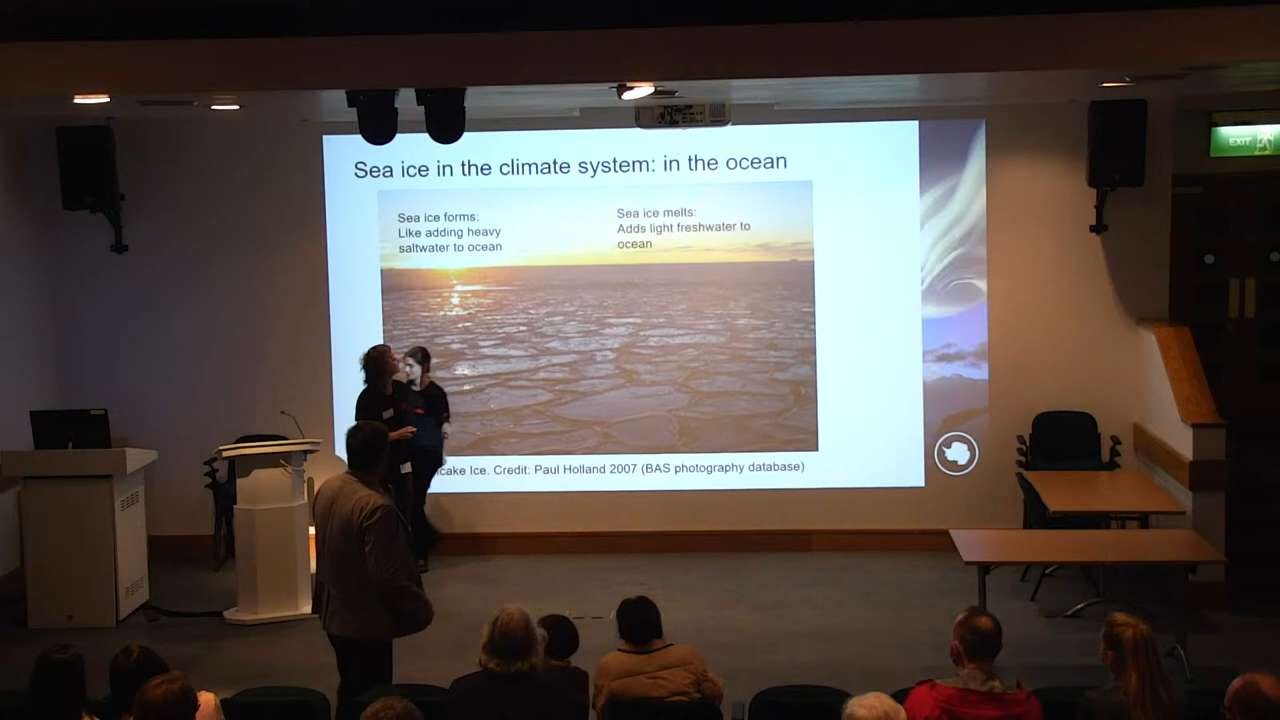 Sea ice in the climate system: in the ocean
Sea ice forms:
Like adding heavy
saltwater to ocean
Sea ice melts:
Adds light freshwater to
ocean
cake Ice. Credit: Paul Holland 2007 (BAS photography database)
EXIT